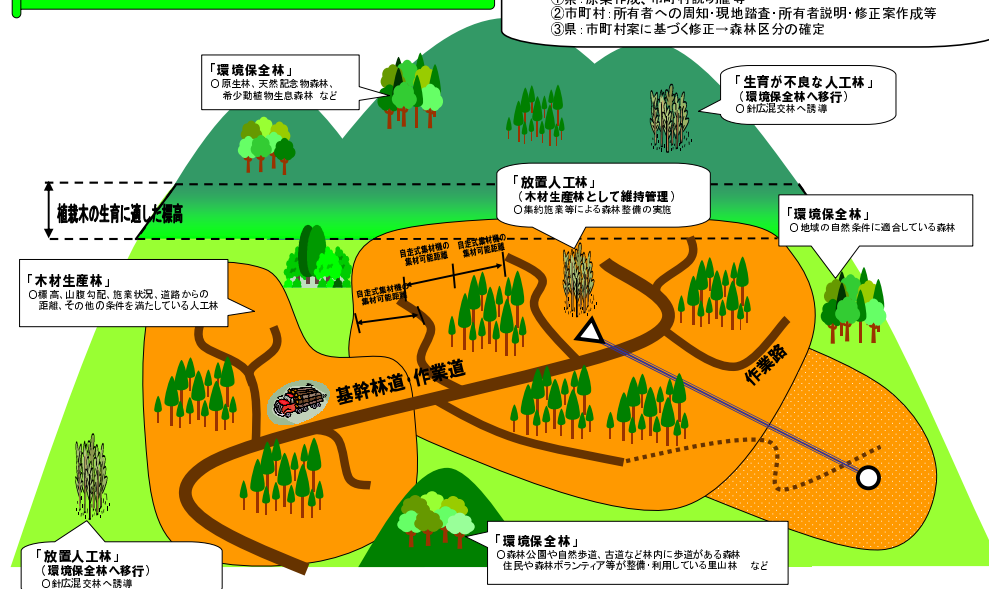 ①県：原案作成、市町村説明擢等
②市町村：所有者への周知・現地踏査・所有者説明・修正案作成等
③県：市町村案に基づく修正→森林区分の確定
「環境保全林」
○原生林、天然記念物森林、
希少動植物生息森林 など
「生育が不良な人工林」
（環境保全林へ移行）
○針広混交林へ誘導
「放置人工林」
（木材生産林として維持管理）
○集約施業等による森林整備の実施
植栽木の生育に適した標高
「環境保全林」
○地域の自然条件に適合している森林
自走式集材機の
集材可能距離
自走式集材機の
集材可能距離
自走式集材機の
集材可能距離
「木材生産林」
○標高、山腹勾配、施業状況、道路からの
距離、その他の条件を満たしている人工林
基幹林道・作業道
作業路
「放置人工林」
（環境保全林へ移行）
○針広混交林へ誘導
「環境保全林」
○森林公園や自然歩道、古道など林内に歩道がある森林
住民や森林ボランティア等が整備・利用している里山林 など